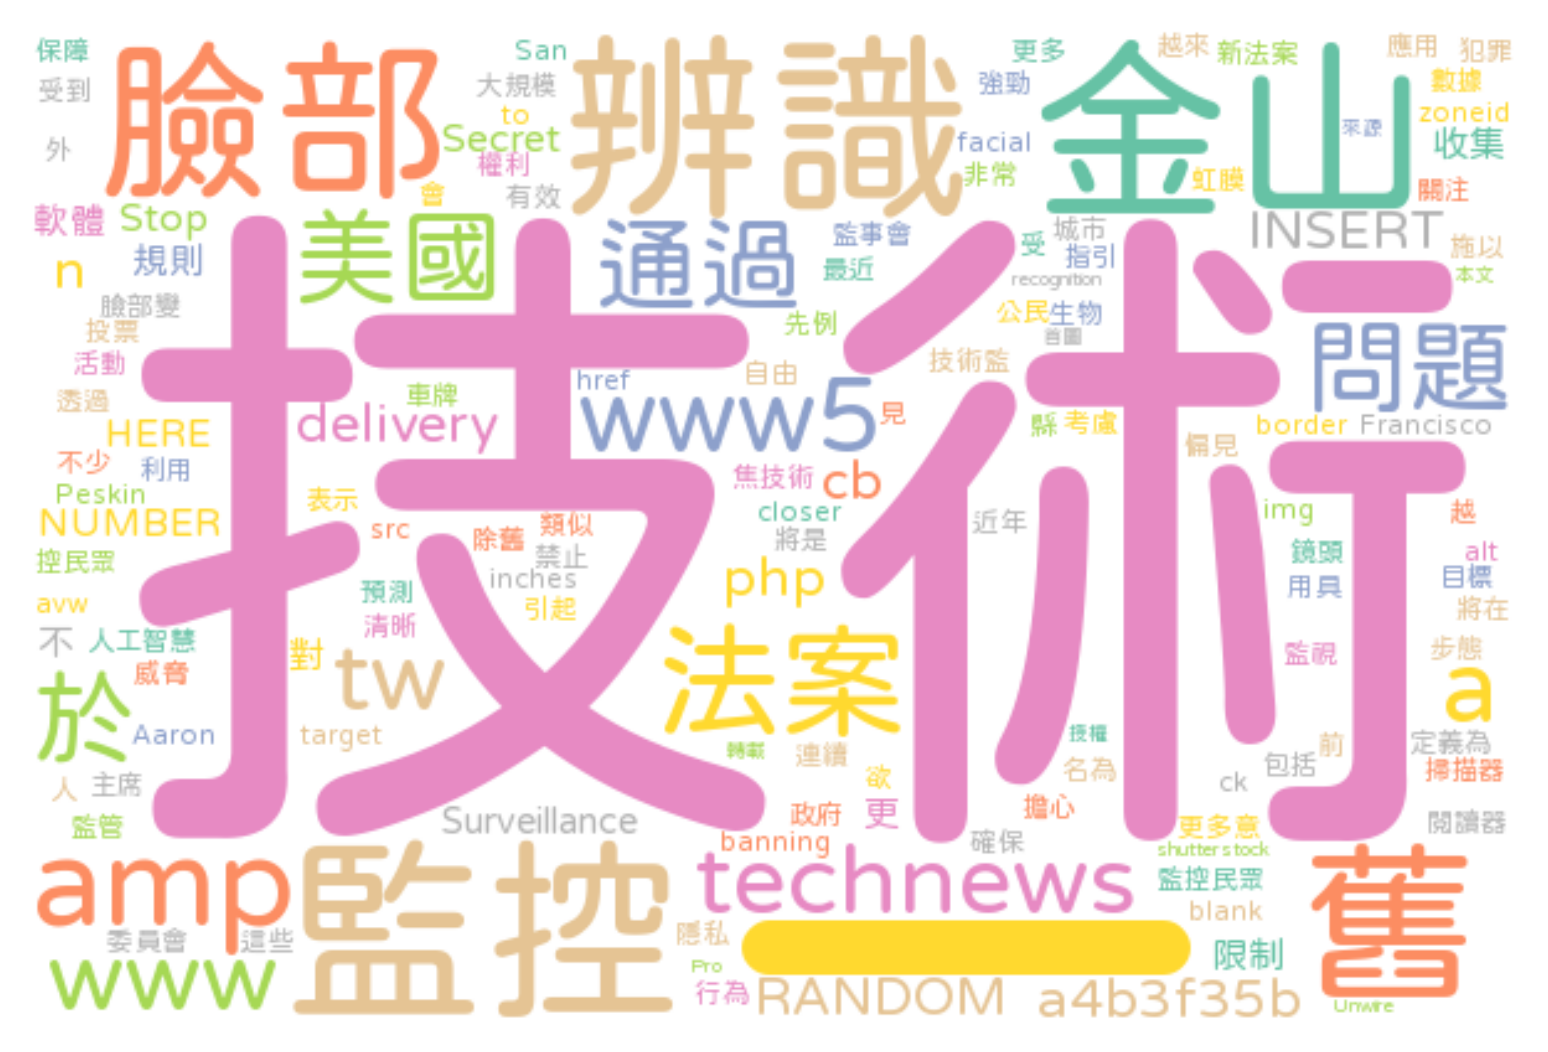 保障
臉部
San
辨識
更多
金山
越來
新法案
應用
犯罪
受到
大規模
強勁
數據
to
zoneid
Secret
來源
facial
收集
外
權利
非常
虹膜
會
有效
關注
軟體
Stop
美國
通過
監事會
受
城市
INSERT
規則
最近
指引
施以
n
recognition
本文
臉部變
公民
生物
投票
先例
首圖
問題
活動
自由
技術監
href
透過
車牌
delivery
www5
見
縣
考慮
border
Francisco
HERE
偏見
不少
利用
焦技術
cb
Peskin
表示
closer
img
越
NUMBER
src
除舊
類似
近年
將是
技術
控民眾
禁止
鏡頭
alt
inches
php
目標
avw
預測
引起
用具
將在
清晰
不
人工智慧
對
法案
監視
步態
威脅
tw
a
於
Aaron
target
轉載
連續
授權
前
定義為
人
主席
欲
名為
包括
掃描器
ck
監管
Surveillance
政府
更
擔心
更多意
閱讀器
banning
確保
shutterstock
amp
監控
technews
監控民眾
舊
委員會
這些
隱私
blank
www
限制
Pro
行為
RANDOM
a4b3f35b
Unwire